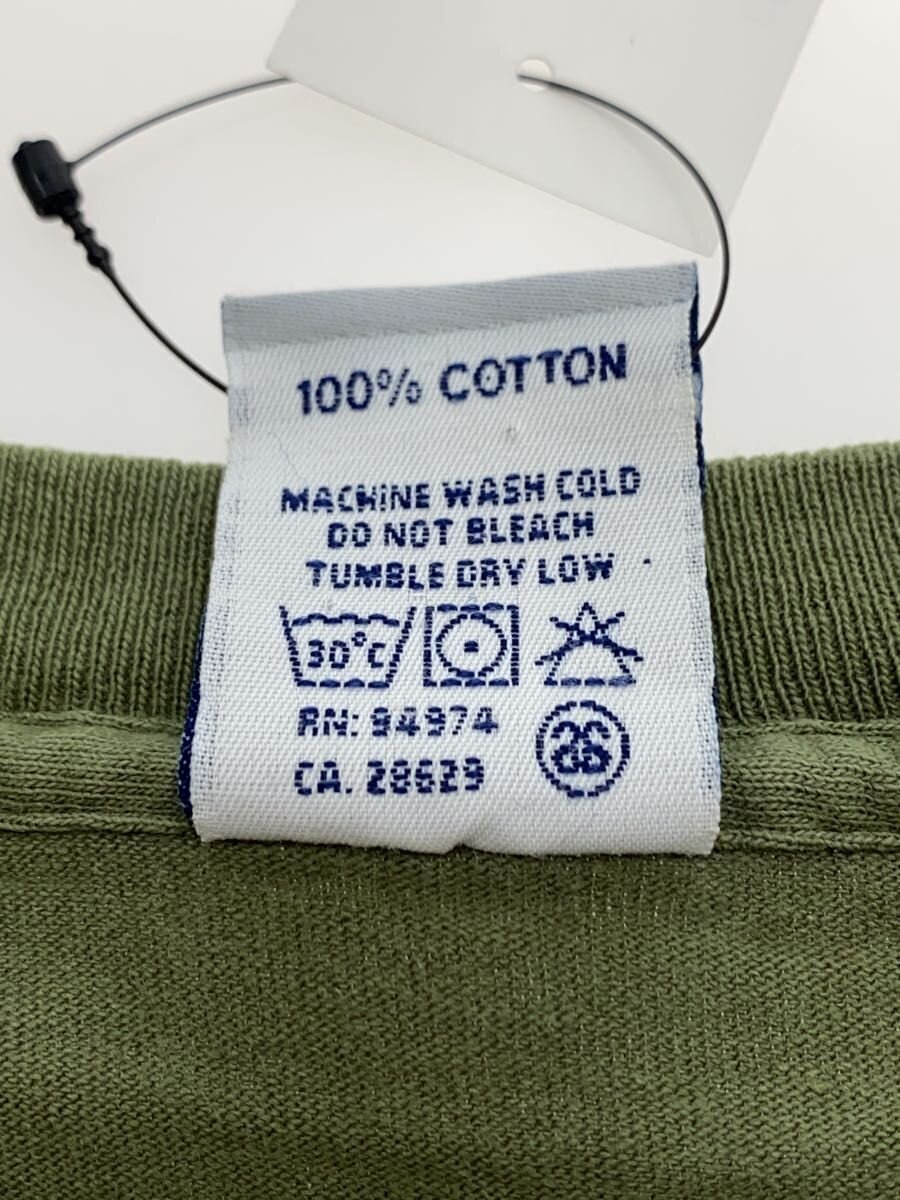 100% COTTON
MACHINE WASH COLD
DO NOT BLEACH
TUMBLE DRY LOW
30°C
RN: 94974
CA. 28629